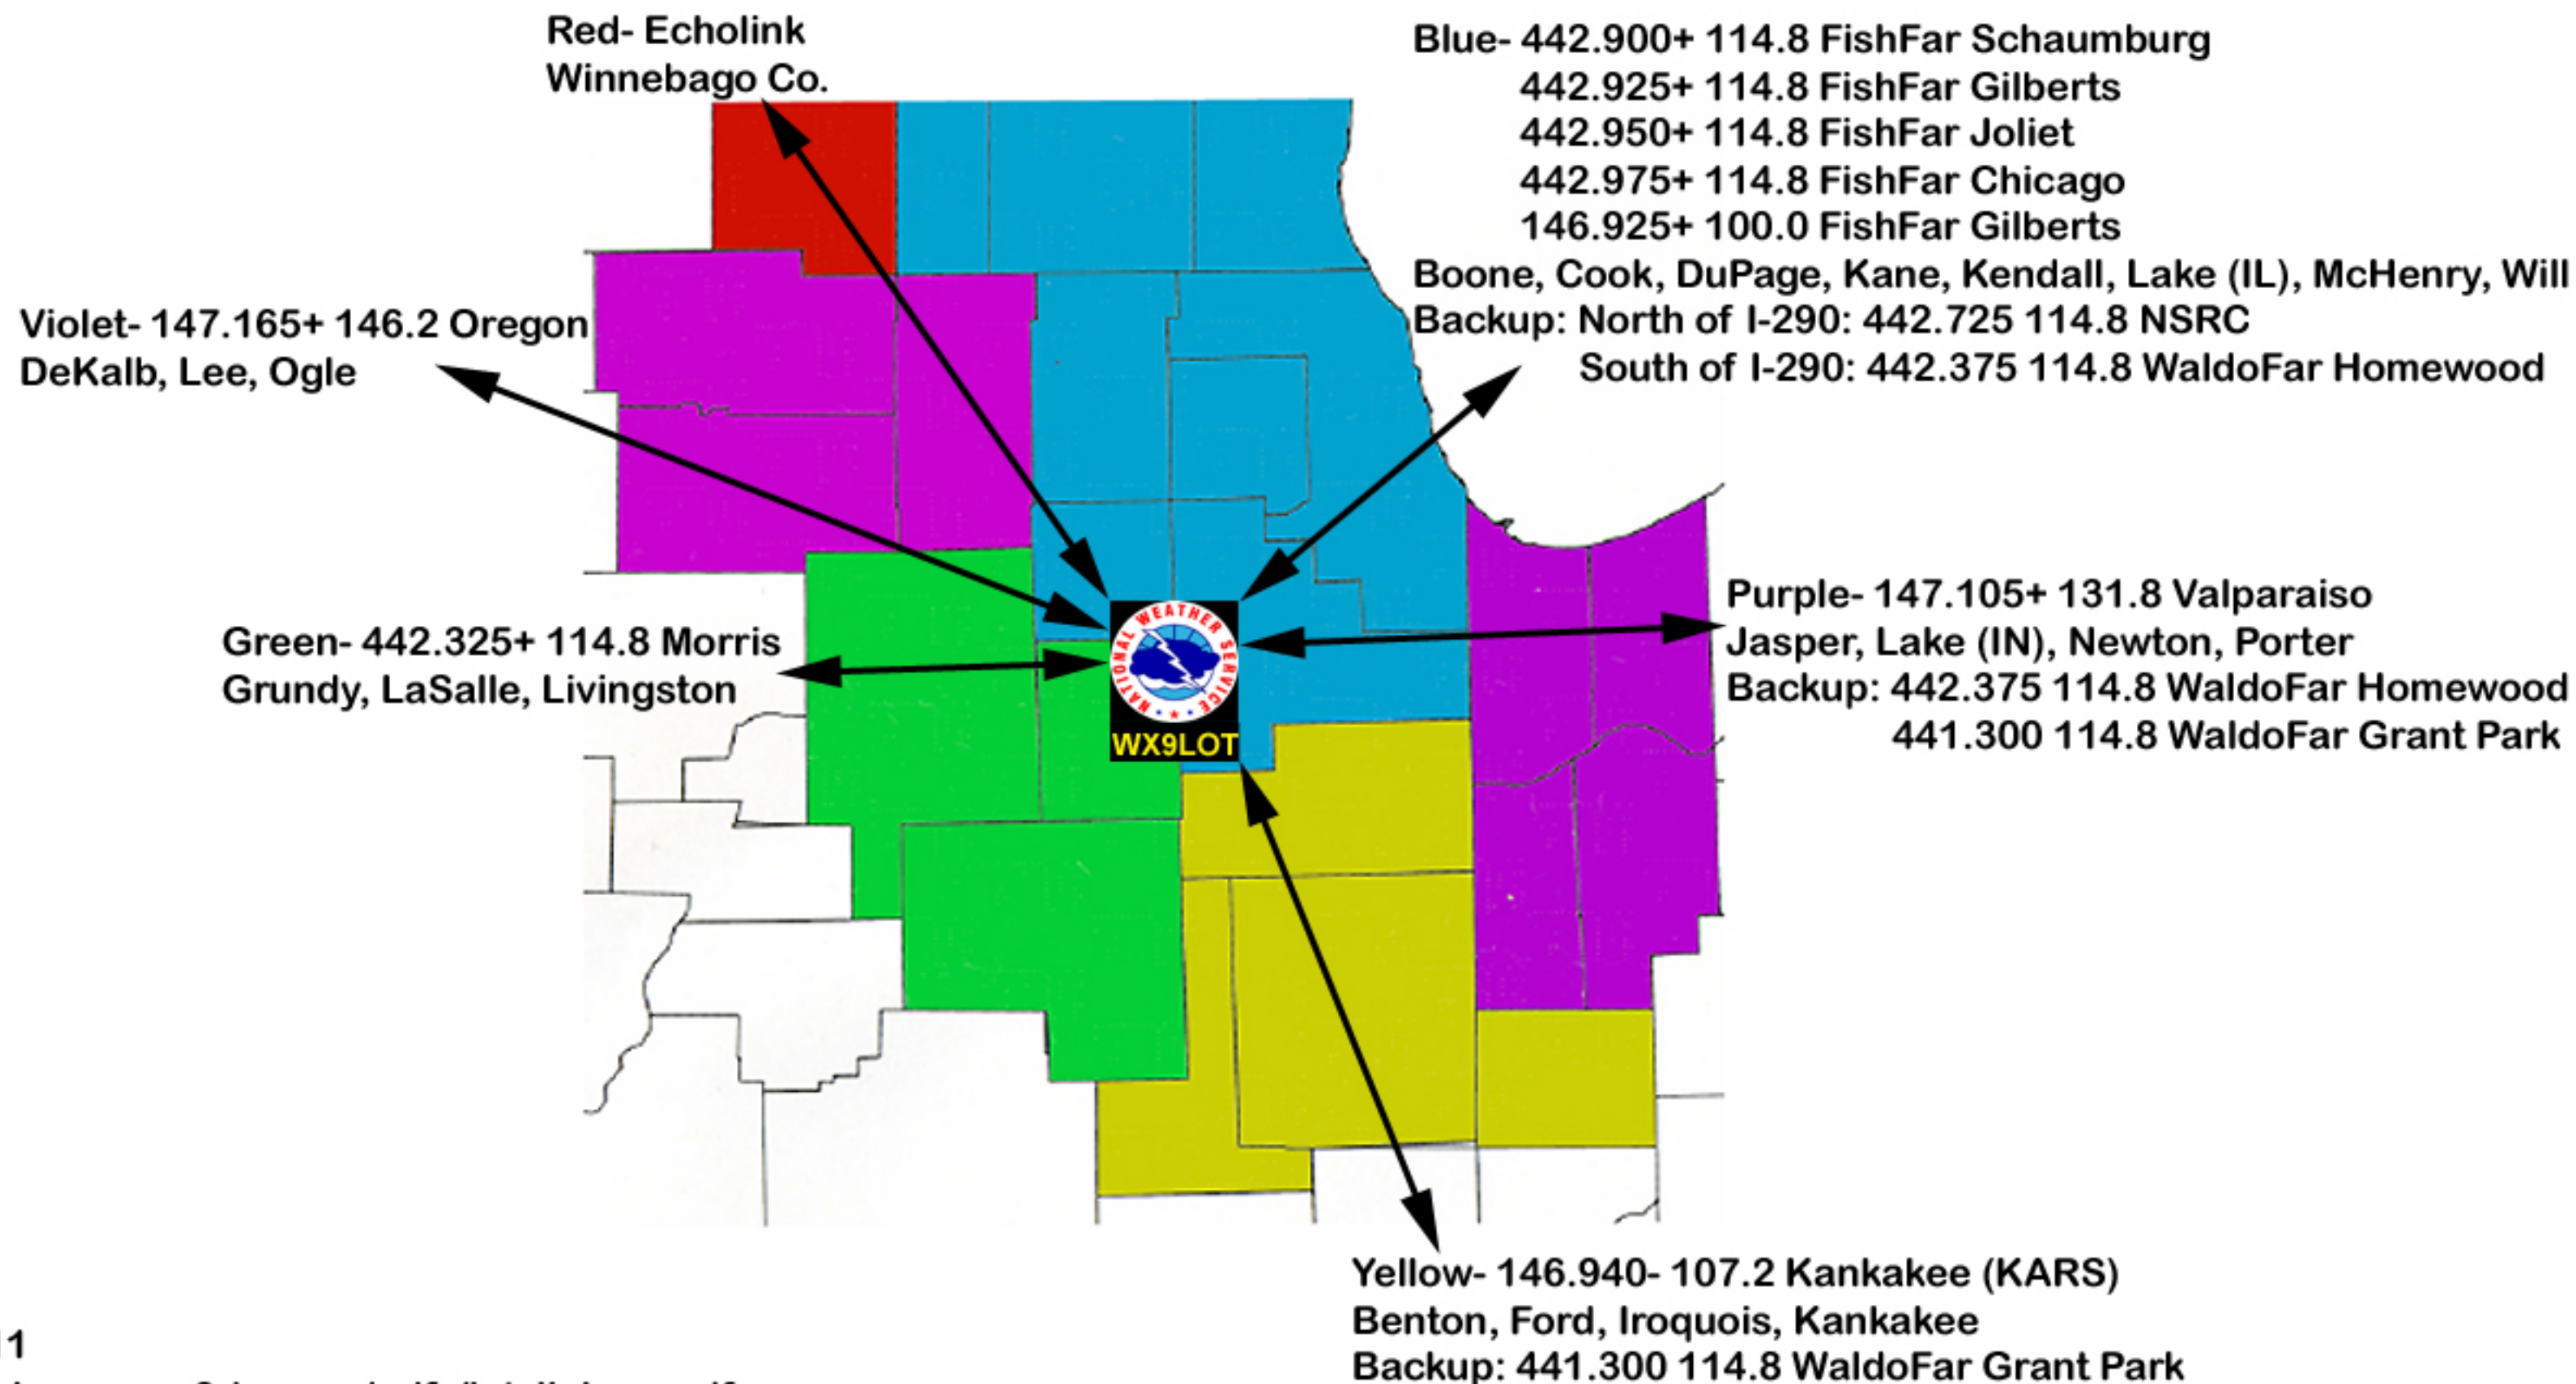 Red- Echolink
Winnebago Co.
Blue- 442.900+ 114.8 FishFar Schaumburg
442.925+ 114.8 FishFar Gilberts
442.950+ 114.8 FishFar Joliet
442.975+ 114.8 FishFar Chicago
146.925+ 100.0 FishFar Gilberts
Boone, Cook, DuPage, Kane, Kendall, Lake (IL), McHenry, Will
Backup: North of I-290: 442.725 114.8 NSRC
South of I-290: 442.375 114.8 WaldoFar Homewood
Violet- 147.165+ 146.2 Oregon
DeKalb, Lee, Ogle
Green- 442.325+ 114.8 Morris
Grundy, LaSalle, Livingston
NATIONAL WEATHER SERVICE
WX9LOT
Purple- 147.105+ 131.8 Valparaiso
Jasper, Lake (IN), Newton, Porter
Backup: 442.375 114.8 WaldoFar Homewood
441.300 114.8 WaldoFar Grant Park
Yellow- 146.940- 107.2 Kankakee (KARS)
Benton, Ford, Iroquois, Kankakee
Backup: 441.300 114.8 WaldoFar Grant Park